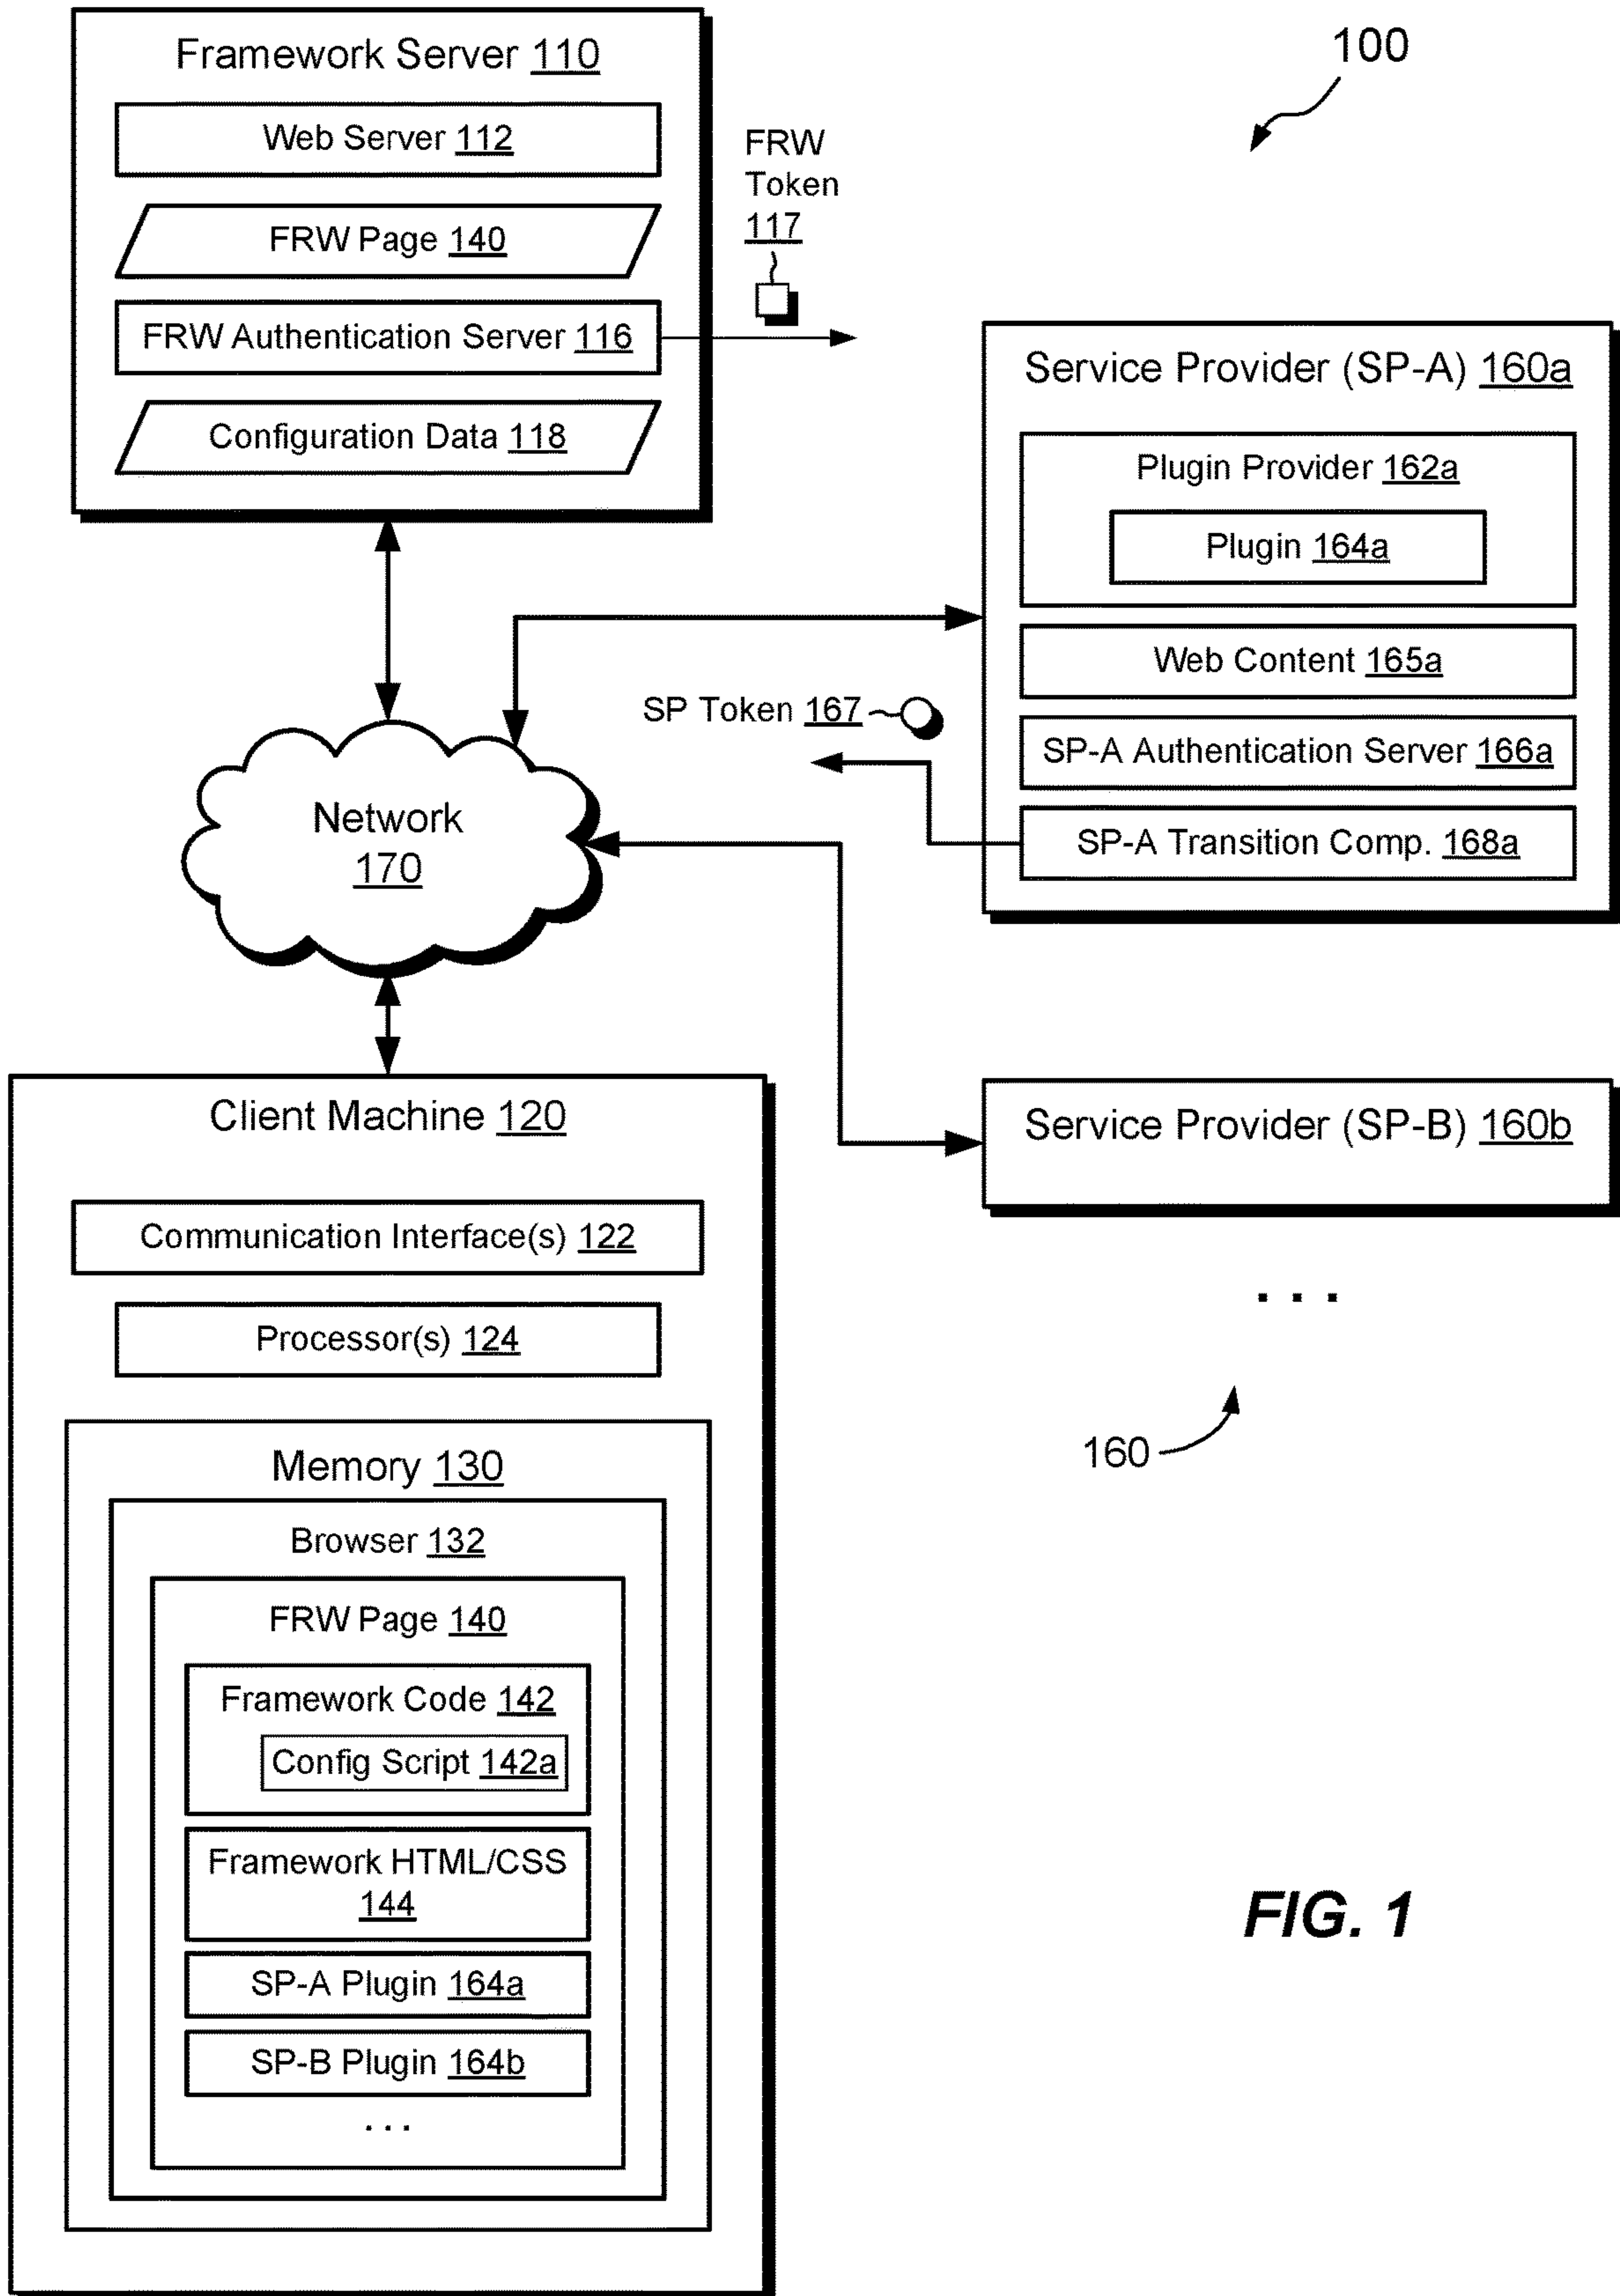 100
Framework Server 110
Web Server 112
FRW Page 140
FRW Authentication Server 116
Configuration Data 118
FRW
Token
117
Service Provider (SP-A) 160a
Plugin Provider 162a
Plugin 164a
Web Content 165a
SP-A Authentication Server 166a
SP-A Transition Comp. 168a
SP Token 167
Network
170
Service Provider (SP-B) 160b
. . .
160
Client Machine 120
Communication Interface(s) 122
Processor(s) 124
Memory 130
Browser 132
FRW Page 140
Framework Code 142
Config Script 142a
Framework HTML/CSS
144
SP-A Plugin 164a
SP-B Plugin 164b
. . .
FIG. 1